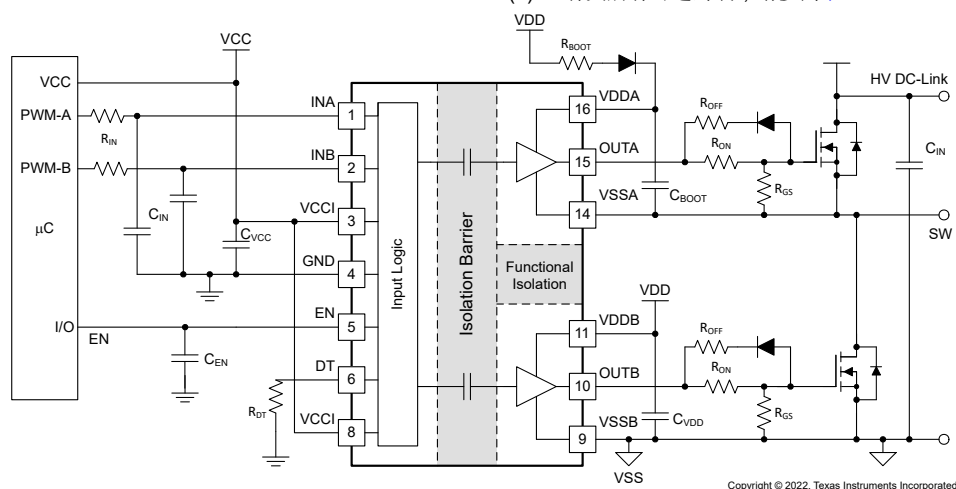 VDD
RBOOT
VCC
VCC
HV DC-Link
PWM-A
INA
1
16
VDDA
ROFF
RIN
OUTA
15
RON
CIN
PWM-B
INB
2
VSSA
CBOOT
RGS
μC
VCCI
3
14
SW
CIN
CVCC
GND
4
Input Logic
Isolation Barrier
Functional
Isolation
VDD
I/O
EN
EN
5
11
VDDB
ROFF
CEN
DT
6
10
OUTB
RON
RDT
VCCI
8
9
VSSB
CVDD
RGS
VSS
Copyright © 2022, Texas Instruments Incorporated